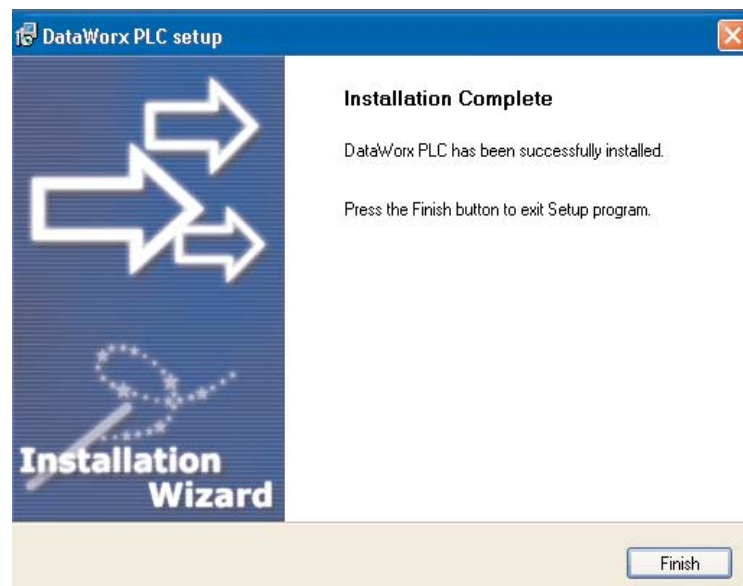 DataWorx PLC setup
Installation Complete
DataWorx PLC has been successfully installed.
Press the Finish button to exit Setup program.
Installation
Wizard
Finish